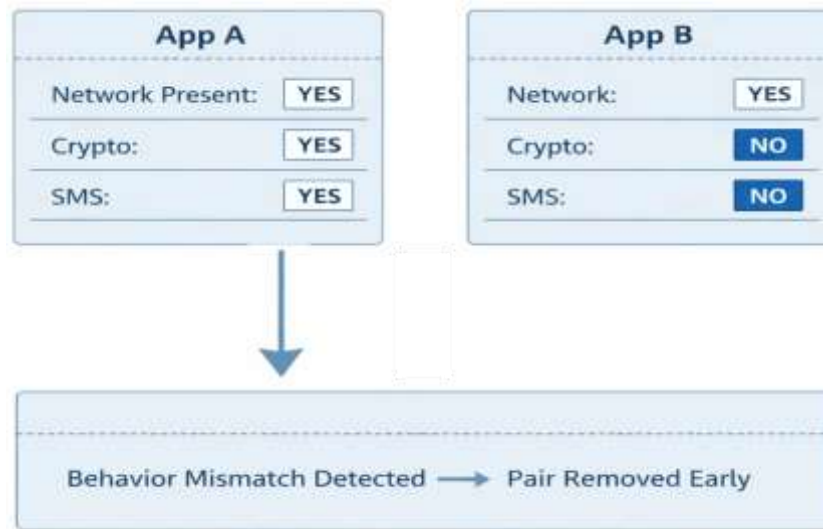 App A
Network Present: YES
Crypto: YES
SMS: YES
App B
Network: YES
Crypto: NO
SMS: NO
Behavior Mismatch Detected → Pair Removed Early